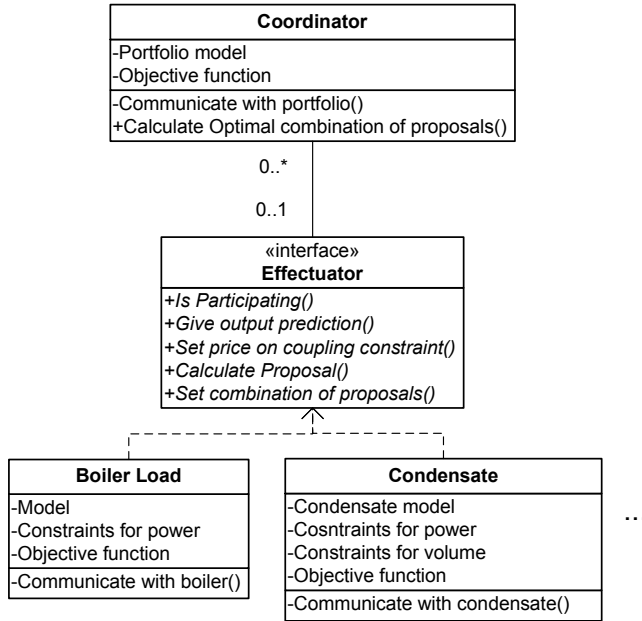 Coordinator
-Portfolio model
-Objective function
-Communicate with portfolio()
+Calculate Optimal combination of proposals()
0..*
0..1
«interface»
Effectuator
+Is Participating()
+Give output prediction()
+Set price on coupling constraint()
+Calculate Proposal()
+Set combination of proposals()
Boiler Load
-Model
-Constraints for power
-Objective function
-Communicate with boiler()
Condensate
-Condensate model
-Cosntraints for power
-Constraints for volume
-Objective function
-Communicate with condensate()
..